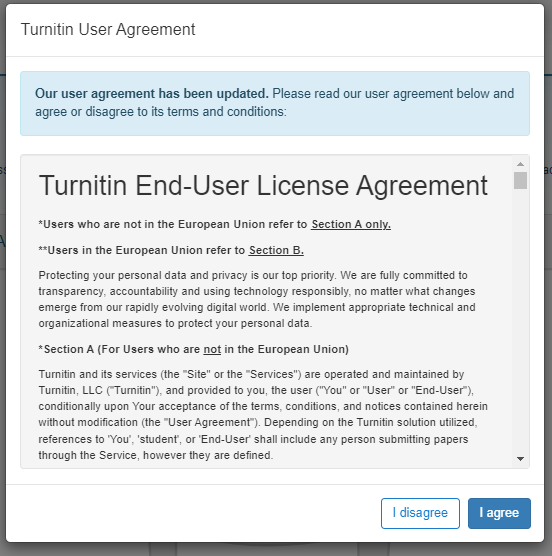 Turnitin User Agreement
Our user agreement has been updated. Please read our user agreement below and
agree or disagree to its terms and conditions:
Turnitin End-User License Agreement
*Users who are not in the European Union refer to Section A only.
**Users in the European Union refer to Section B.
Protecting your personal data and privacy is our top priority. We are fully committed to
transparency, accountability and using technology responsibly, no matter what changes
emerge from our rapidly evolving digital world. We implement appropriate technical and
organizational measures to protect your personal data.
*Section A (For Users who are not in the European Union)
Turnitin and its services (the "Site" or the "Services") are operated and maintained by
Turnitin, LLC ("Turnitin"), and provided to you, the user ("You" or "User" or "End-User"),
conditionally upon Your acceptance of the terms, conditions, and notices contained herein
without modification (the "User Agreement"). Depending on the Turnitin solution utilized,
references to 'You', 'student', or 'End-User' shall include any person submitting papers
through the Service, however they are defined.
I disagree
I agree